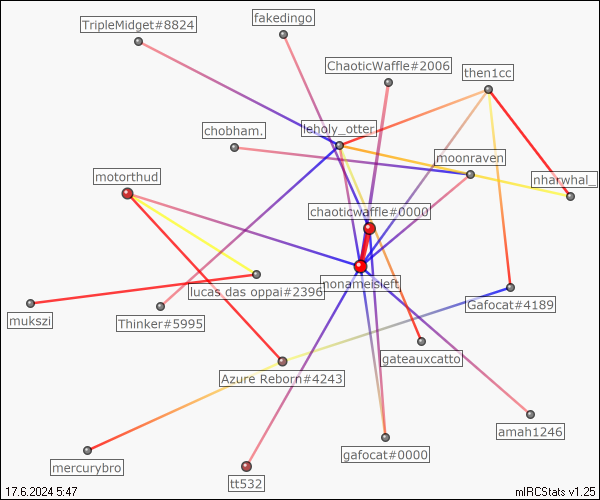 fakedingo
TripleMidget#8824
ChaoticWaffle#2006
then1cc
leholy_otter
chobham.
moonraven
motorthud
nharwhal_
chaoticwaffle#0000
nonameisleft
lucas das oppai#2396
Gafocat#4189
mukszi
Thinker#5995
gateauxcatto
Azure Reborn#4243
amah1246
gafocat#0000
mercurybro
tt532
17.6.2024 5:47
mIRCStats v1.25